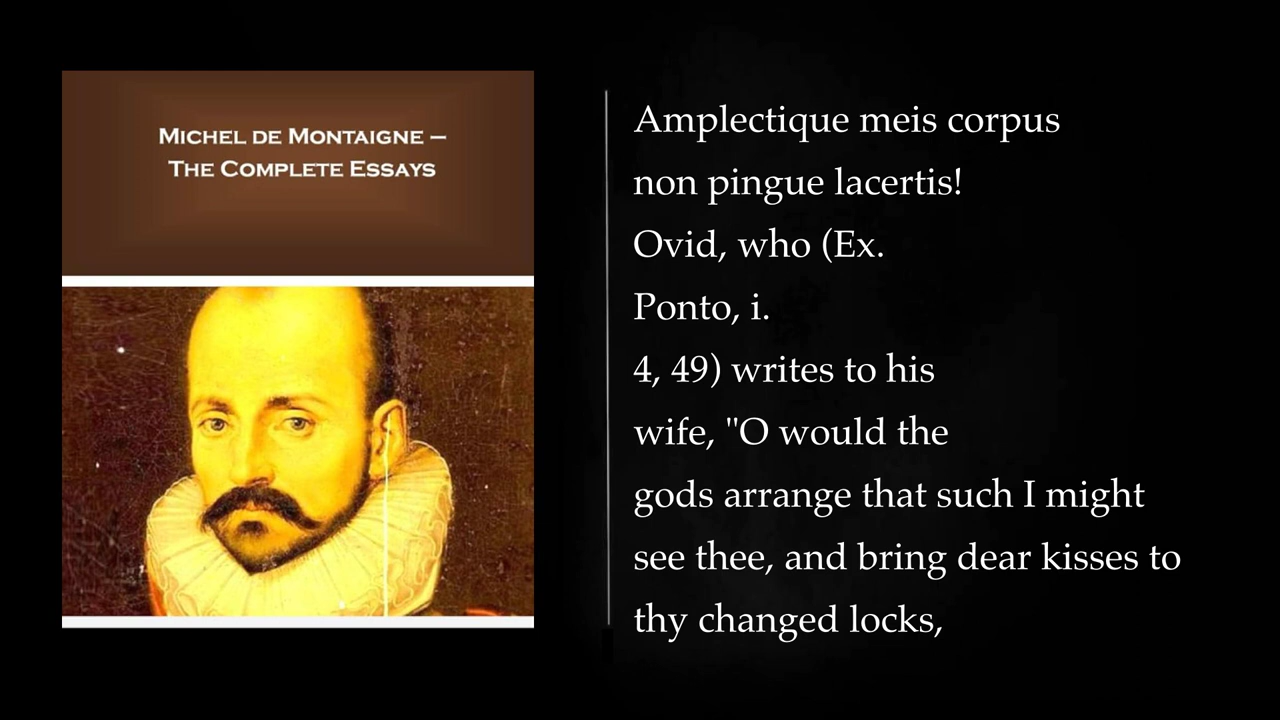 MICHEL DE MONTAIGNE –
THE COMPLETE ESSAYS
Amplectique meis corpus
non pingue lacertis!
Ovid, who (Ex.
Ponto, i.
4, 49) writes to his
wife, "O would the
gods arrange that such I might
see thee, and bring dear kisses to
thy changed locks,